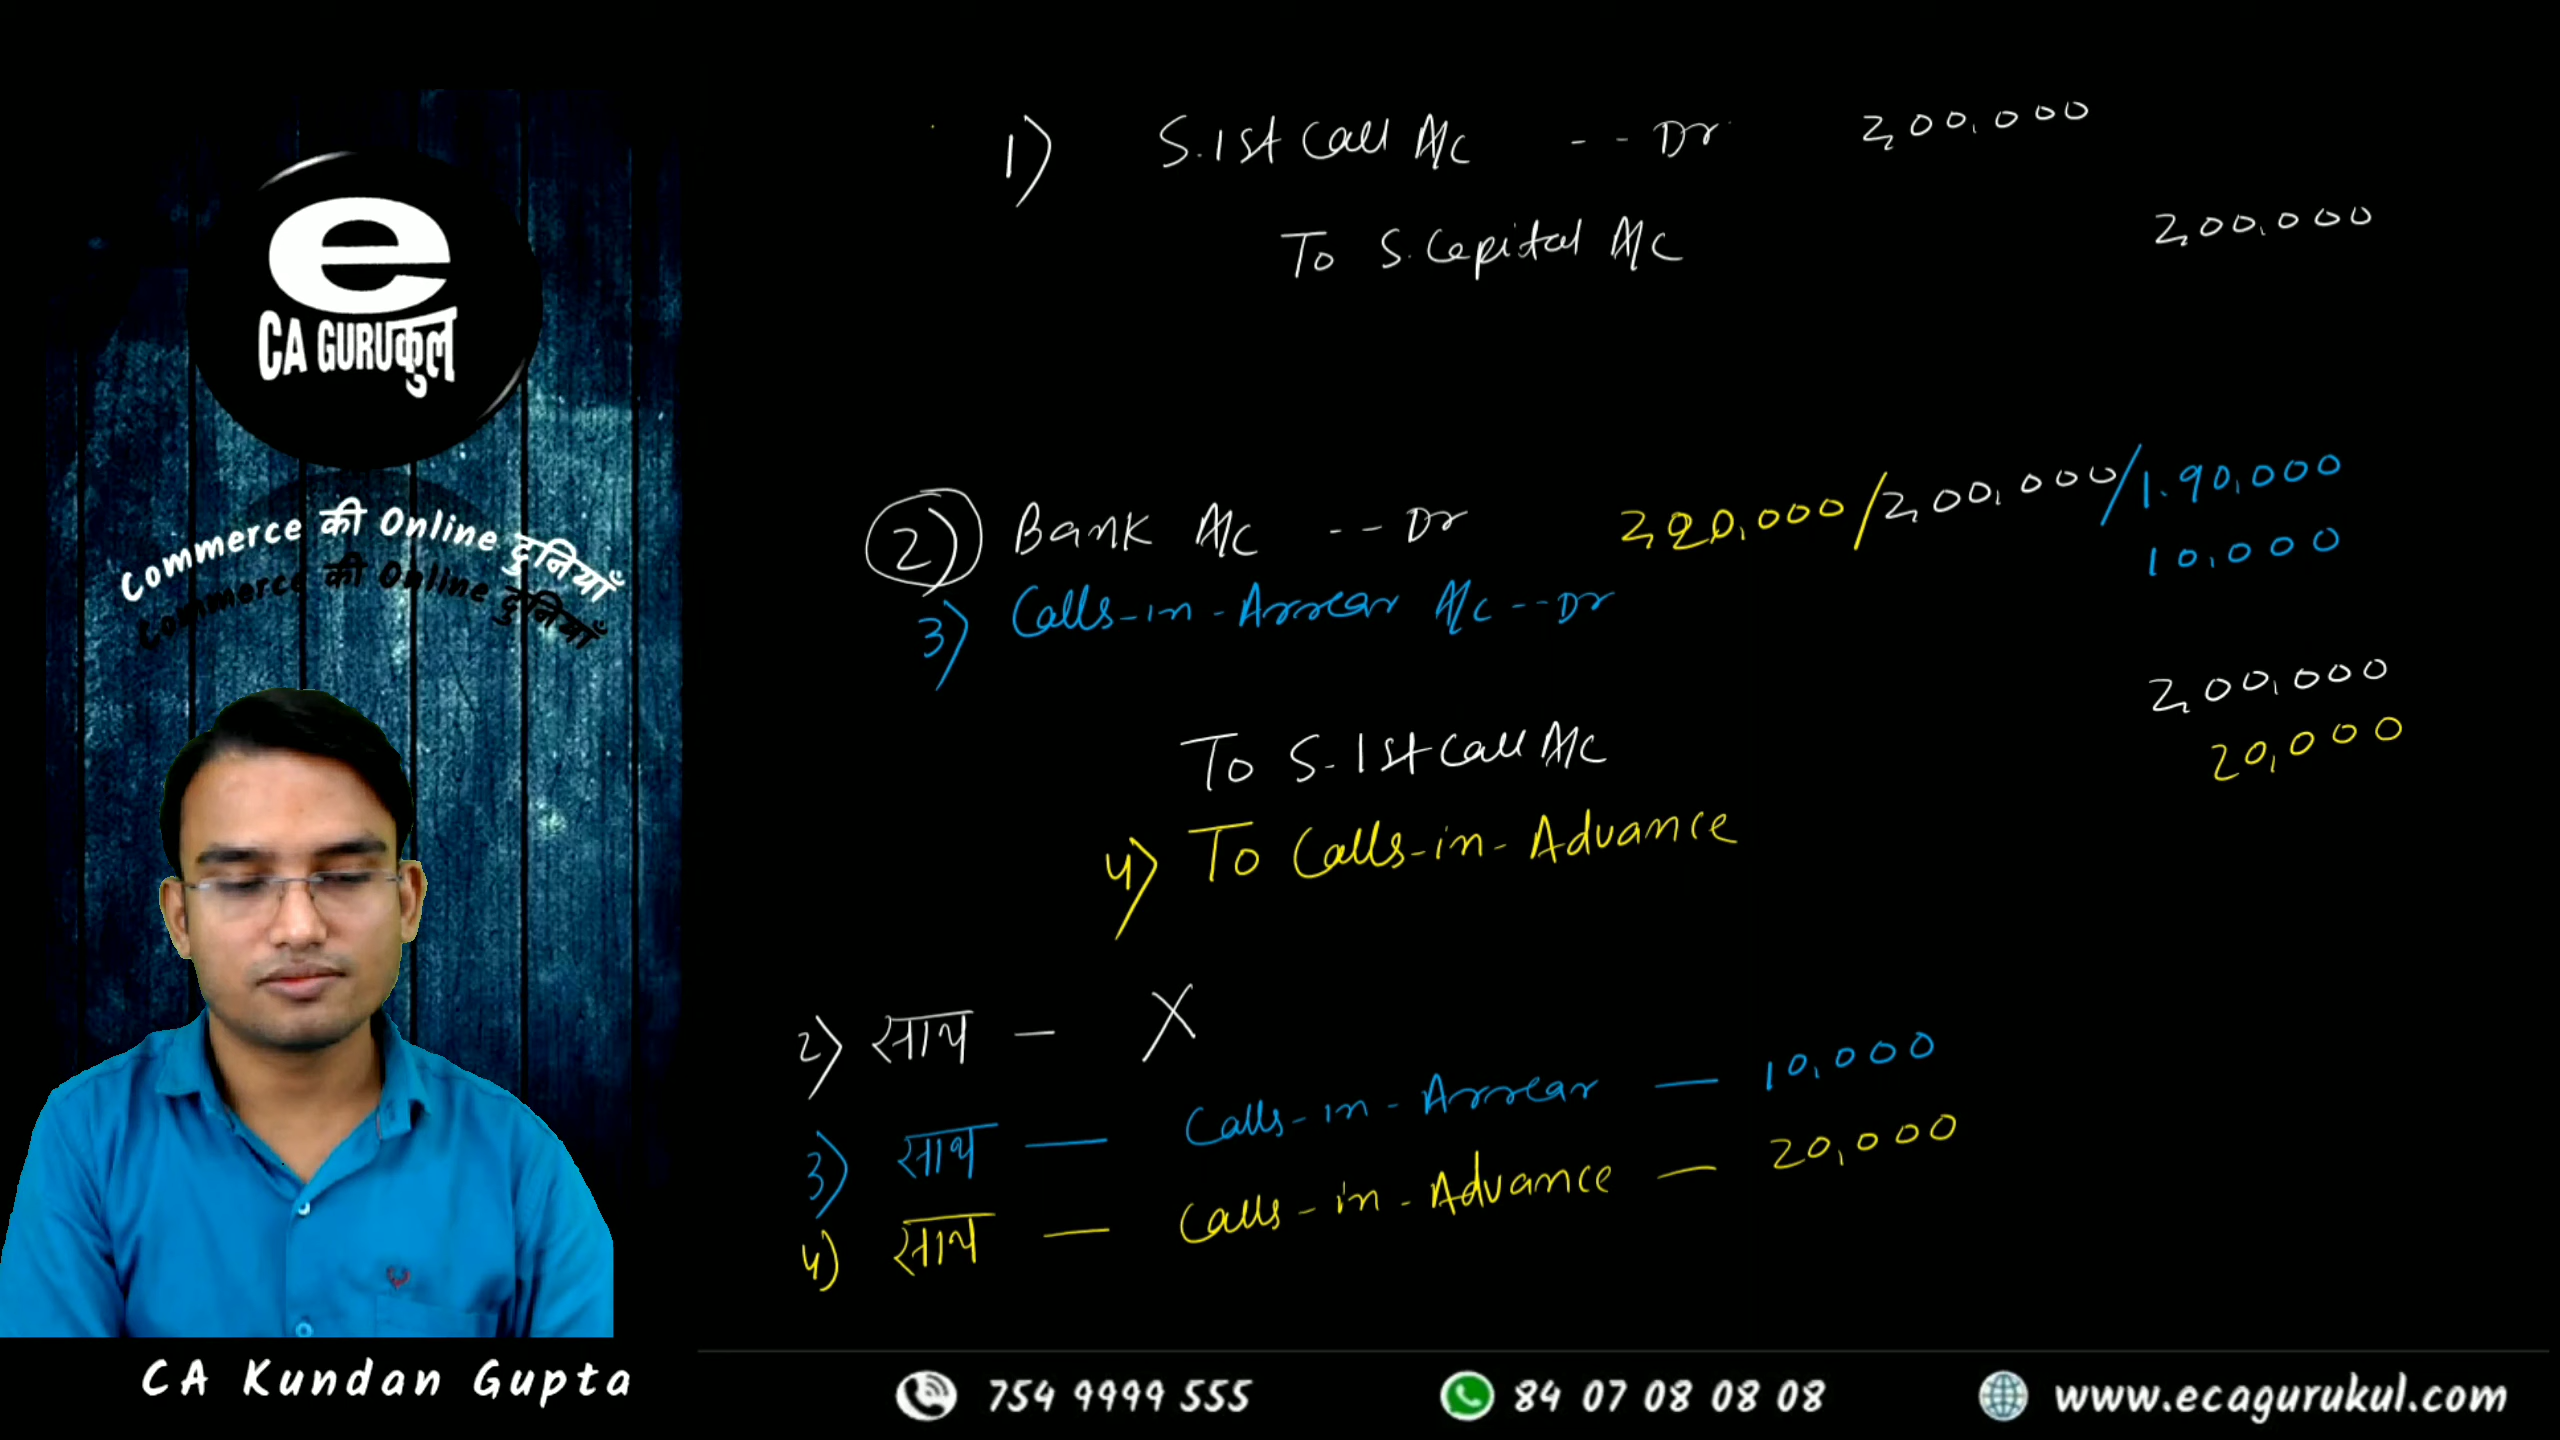 e
CA GURUकुल
Commerce की Online दुनियाँ
Commerce की Online दुनियाँ
1) S.1st Call A/c -- Dr 2,00,000
To S. Capital A/c 2,00,000
2) Bank A/c -- Dr 2,20,000/2,00,000/1.90,000
3) Calls-in-Arrear A/c -- Dr 10,000
To S-1st Call A/c 2,00,000
4) To Calls-in-Advance 20,000
2) साथ - X
3) साथ — Calls-in-Arrear — 10,000
4) साथ — Calls-in-Advance — 20,000
CA Kundan Gupta
754 9999 555
84 07 08 08 08
www.ecagurukul.com